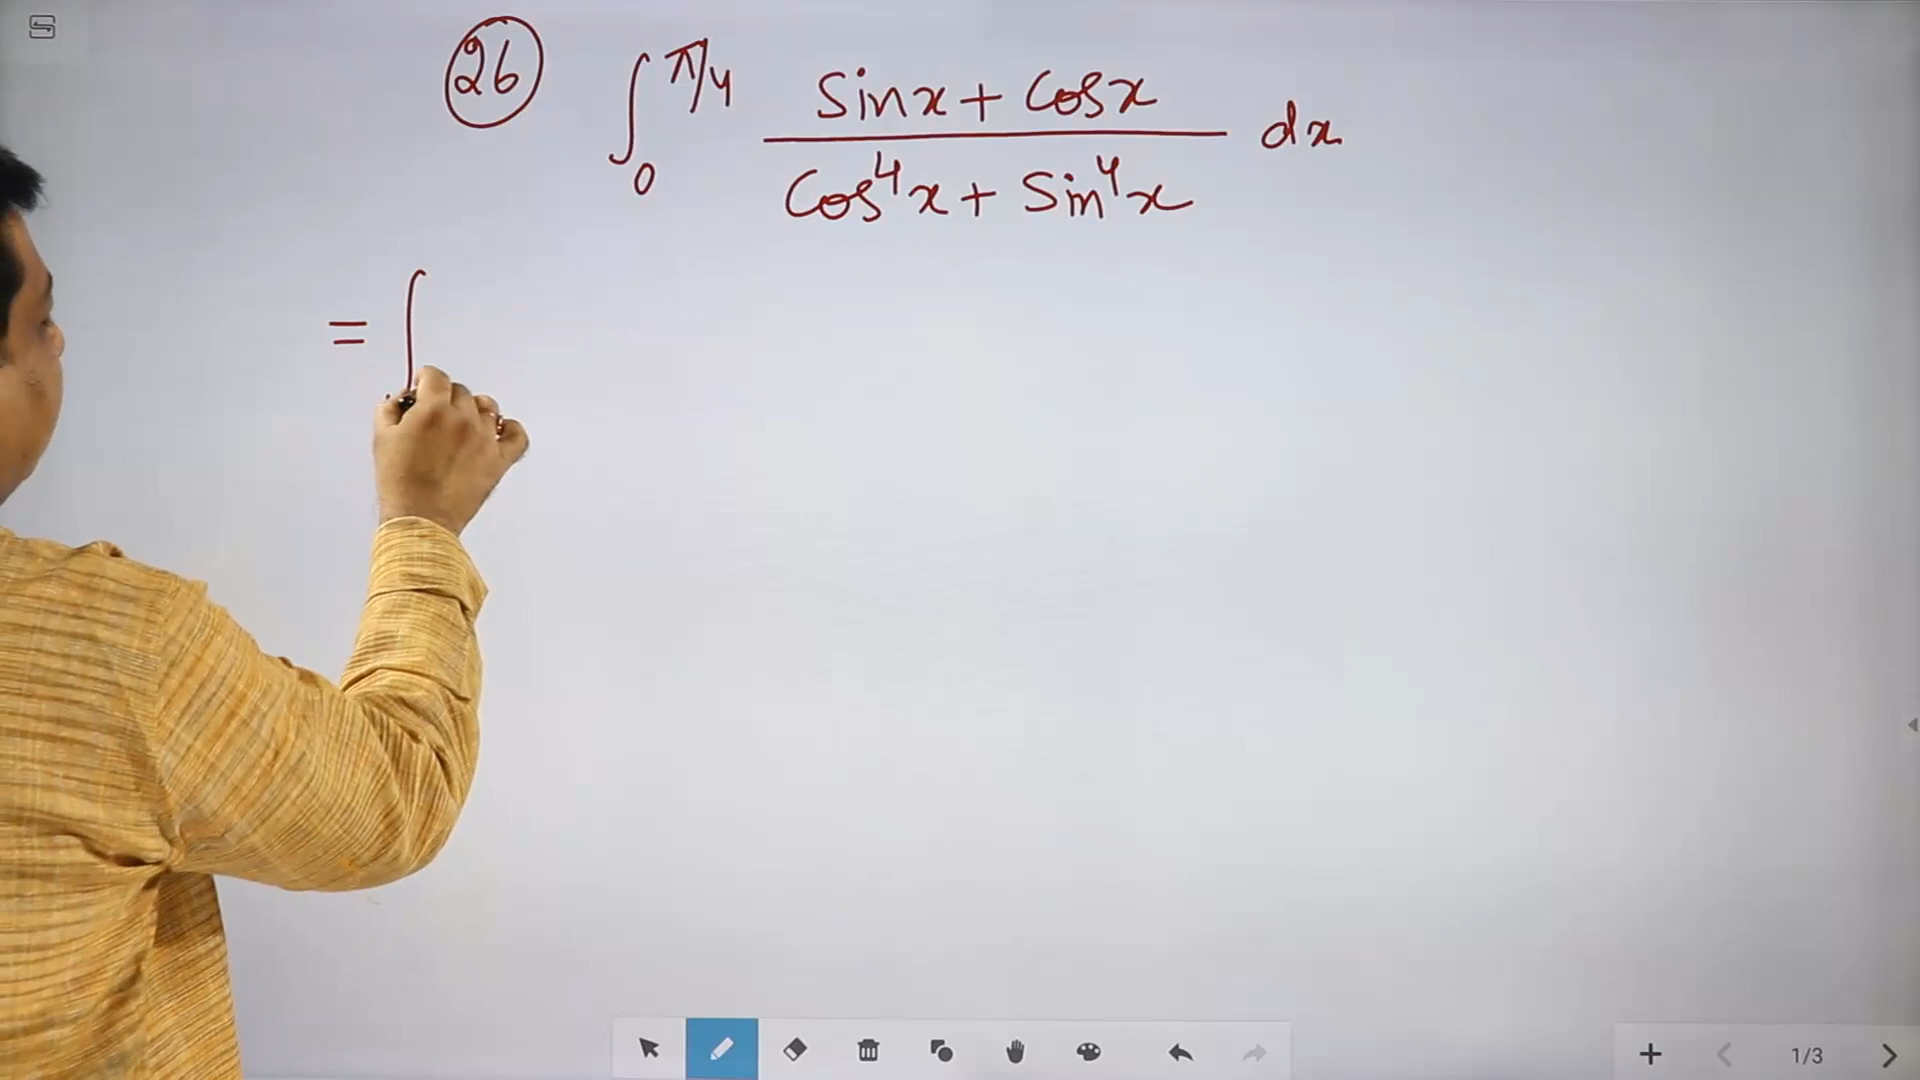 26 ∫₀^π/4 (Sinx + Cosx)/(Cos⁴x + Sin⁴x) dx
= ∫
1/3